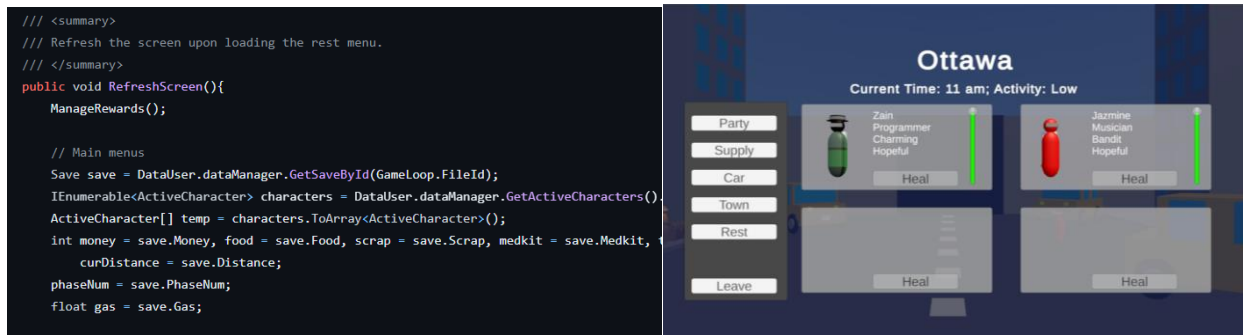 /// <summary>
/// Refresh the screen upon loading the rest menu.
/// </summary>
public void RefreshScreen(){
ManageRewards();
// Main menus
Save save = DataUser.dataManager.GetSaveById(GameLoop.FileId);
IEnumerable<ActiveCharacter> characters = DataUser.dataManager.GetActiveCharacters().
ActiveCharacter[] temp = characters.ToArray<ActiveCharacter>();
int money = save.Money, food = save.Food, scrap = save.Scrap, medkit = save.Medkit,
curDistance = save.Distance;
phaseNum = save.PhaseNum;
float gas = save.Gas;
Ottawa
Current Time: 11 am; Activity: Low
Party
Supply
Car
Town
Rest
Leave
Zain
Programmer
Charming
Hopeful
Heal
Jazmine
Musician
Bandit
Hopeful
Heal
Heal
Heal